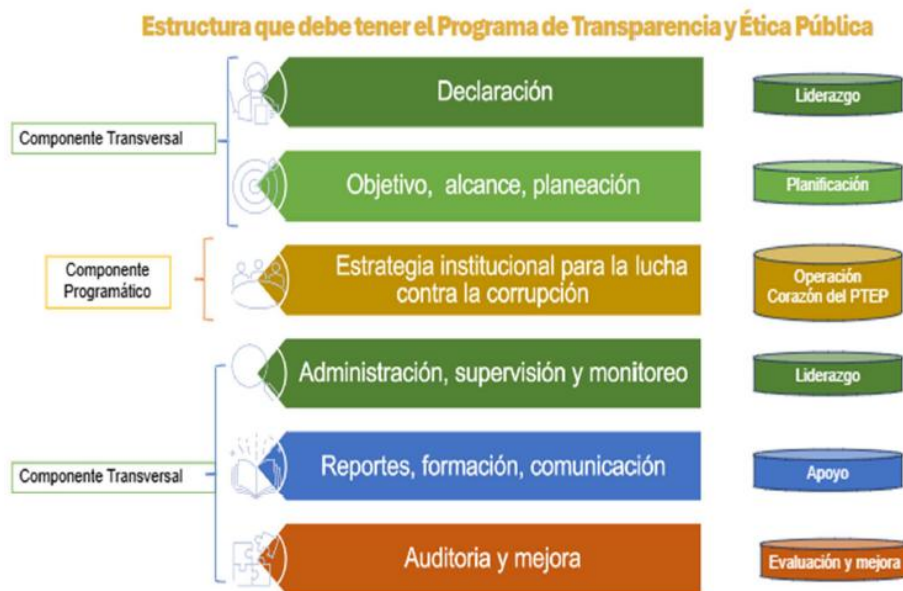 Estructura que debe tener el Programa de Transparencia y Ética Pública
Componente Transversal
Declaración
Liderazgo
Objetivo, alcance, planeación
Planificación
Componente
Programático
Estrategia institucional para la lucha
contra la corrupción
Operación
Corazón del PTEP
Componente Transversal
Administración, supervisión y monitoreo
Liderazgo
Reportes, formación, comunicación
Apoyo
Auditoria y mejora
Evaluación y mejora